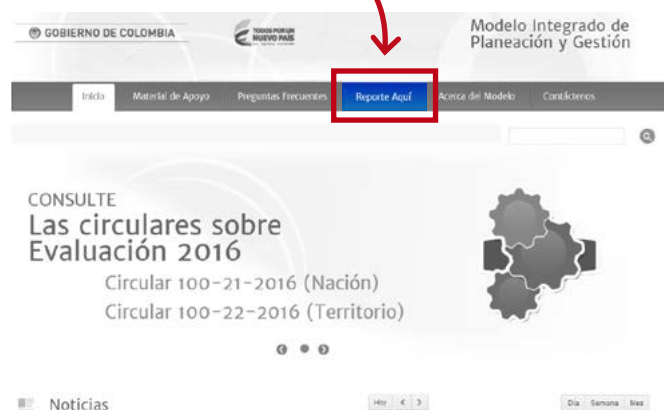 GOBIERNO DE COLOMBIA
TODOS POR UN
NUEVO PAÍS
Modelo Integrado de
Planeación y Gestión
Inicio Material de Apoyo Preguntas Frecuentes Reporte Aquí Acerca del Modelo Contáctenos
CONSULTE
Las circulares sobre
Evaluación 2016
Circular 100-21-2016 (Nación)
Circular 100-22-2016 (Territorio)
Noticias
Hoy < > Día Semana Mes